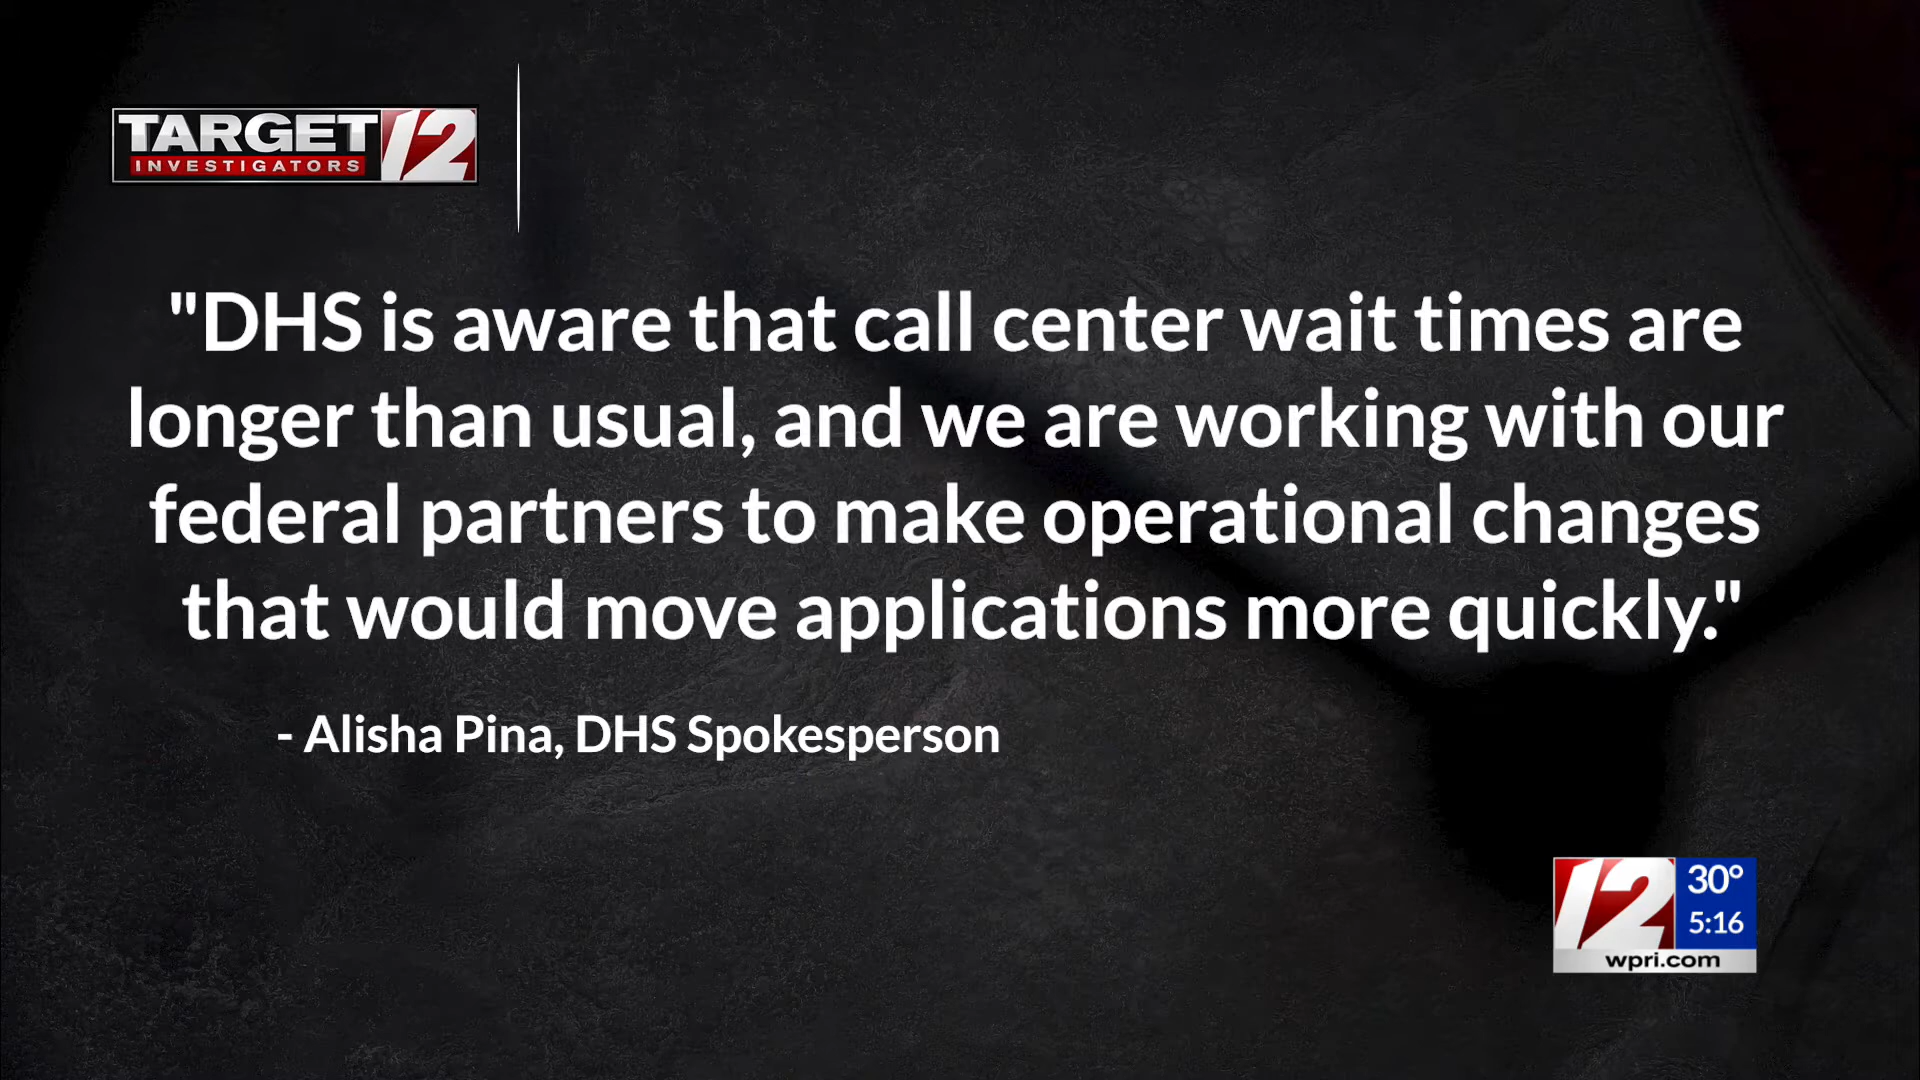 TARGET 12
INVESTIGATORS
"DHS is aware that call center wait times are
longer than usual, and we are working with our
federal partners to make operational changes
that would move applications more quickly."
- Alisha Pina, DHS Spokesperson
12
30°
5:16
wpri.com